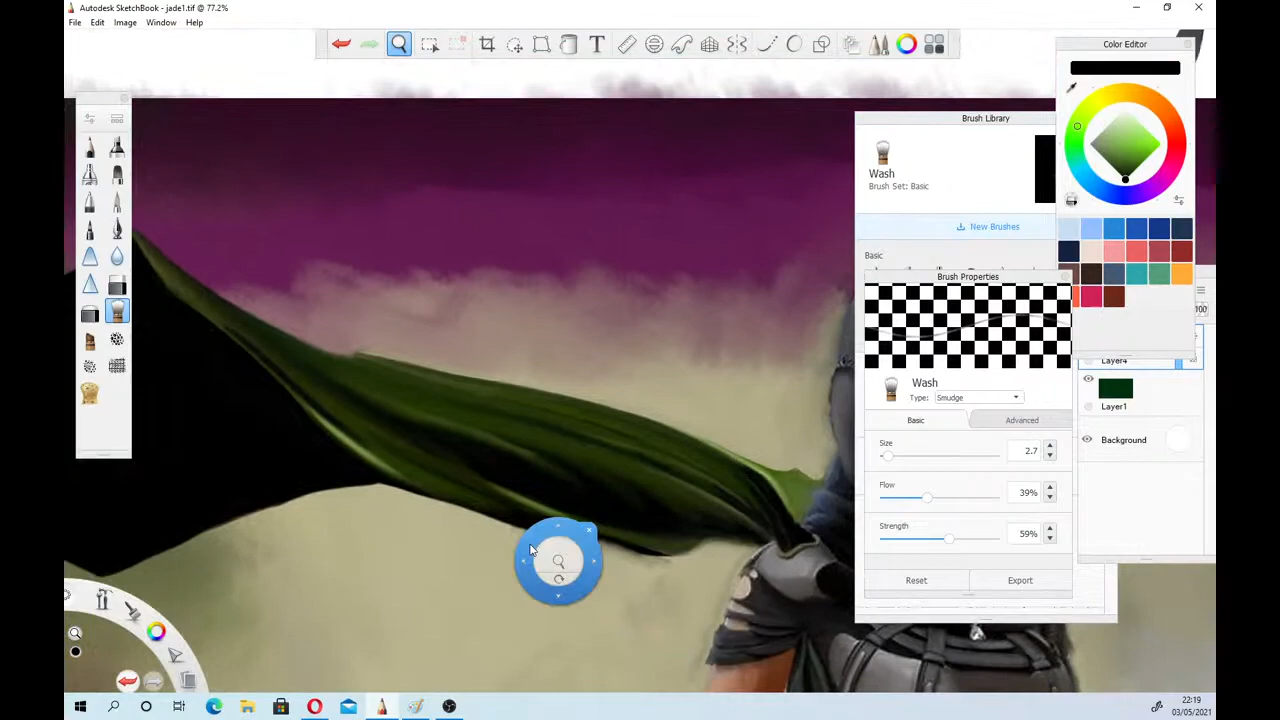 Autodesk SketchBook - jade1.tif @ 77.2%
File Edit Image Window Help
T
Color Editor
Brush Library
Wash
Brush Set: Basic
New Brushes
Basic
Brush Properties
100
Layer4
Wash
Type: Smudge
Layer1
Basic Advanced
Background
Size
2.7
Flow
39%
Strength
59%
Reset Export
22:19
03/05/2021